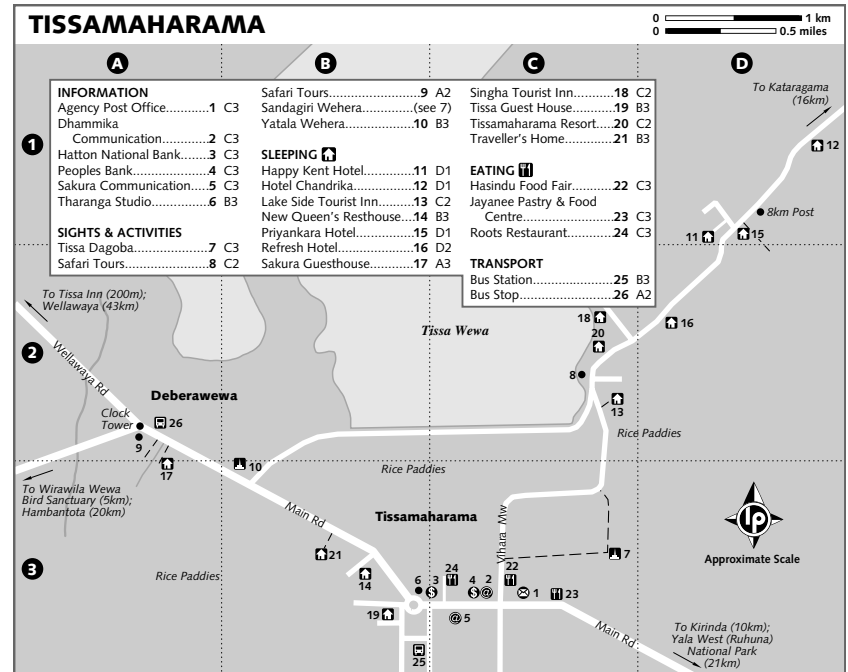 TISSAMAHARAMA
0 1 km
0 0.5 miles
A
B
C
D
To Kataragama
(16km)
1
INFORMATION
Agency Post Office............1 C3
Dhammika
Communication...............2 C3
Hatton National Bank........3 C3
Peoples Bank....................4 C3
Sakura Communication.....5 C3
Tharanga Studio................6 B3
SIGHTS & ACTIVITIES
Tissa Dagoba....................7 C3
Safari Tours.......................8 C2
Safari Tours.......................9 A2
Sandagiri Wehera............(see 7)
Yatala Wehera.................10 B3
SLEEPING
Happy Kent Hotel............11 D1
Hotel Chandrika..............12 D1
Lake Side Tourist Inn.......13 C2
New Queen's Resthouse..14 B3
Priyankara Hotel..............15 D1
Refresh Hotel..................16 D2
Sakura Guesthouse..........17 A3
Singha Tourist Inn...........18 C2
Tissa Guest House...........19 B3
Tissamaharama Resort....20 C2
Traveller's Home.............21 B3
EATING
Hasindu Food Fair...........22 C3
Jayanee Pastry & Food
Centre.........................23 C3
Roots Restaurant............24 C3
TRANSPORT
Bus Station.....................25 B3
Bus Stop.........................26 A2
12
8km Post
11
15
To Tissa Inn (200m);
Wellawaya (43km)
Tissa Wewa
18
20
16
2
Wellawaya Rd
8
Deberawewa
13
Clock
Tower
26
9
Rice Paddies
17
10
Rice Paddies
To Wirawila Wewa
Bird Sanctuary (5km);
Hambantota (20km)
Main Rd
Tissamaharama
Vihara Mw
lp
Approximate Scale
21
7
3
Rice Paddies
14
6
3
$
24
4
$
2
@
22
1
23
19
@ 5
Main Rd
25
To Kirinda (10km);
Yala West (Ruhuna)
National Park
(21km)